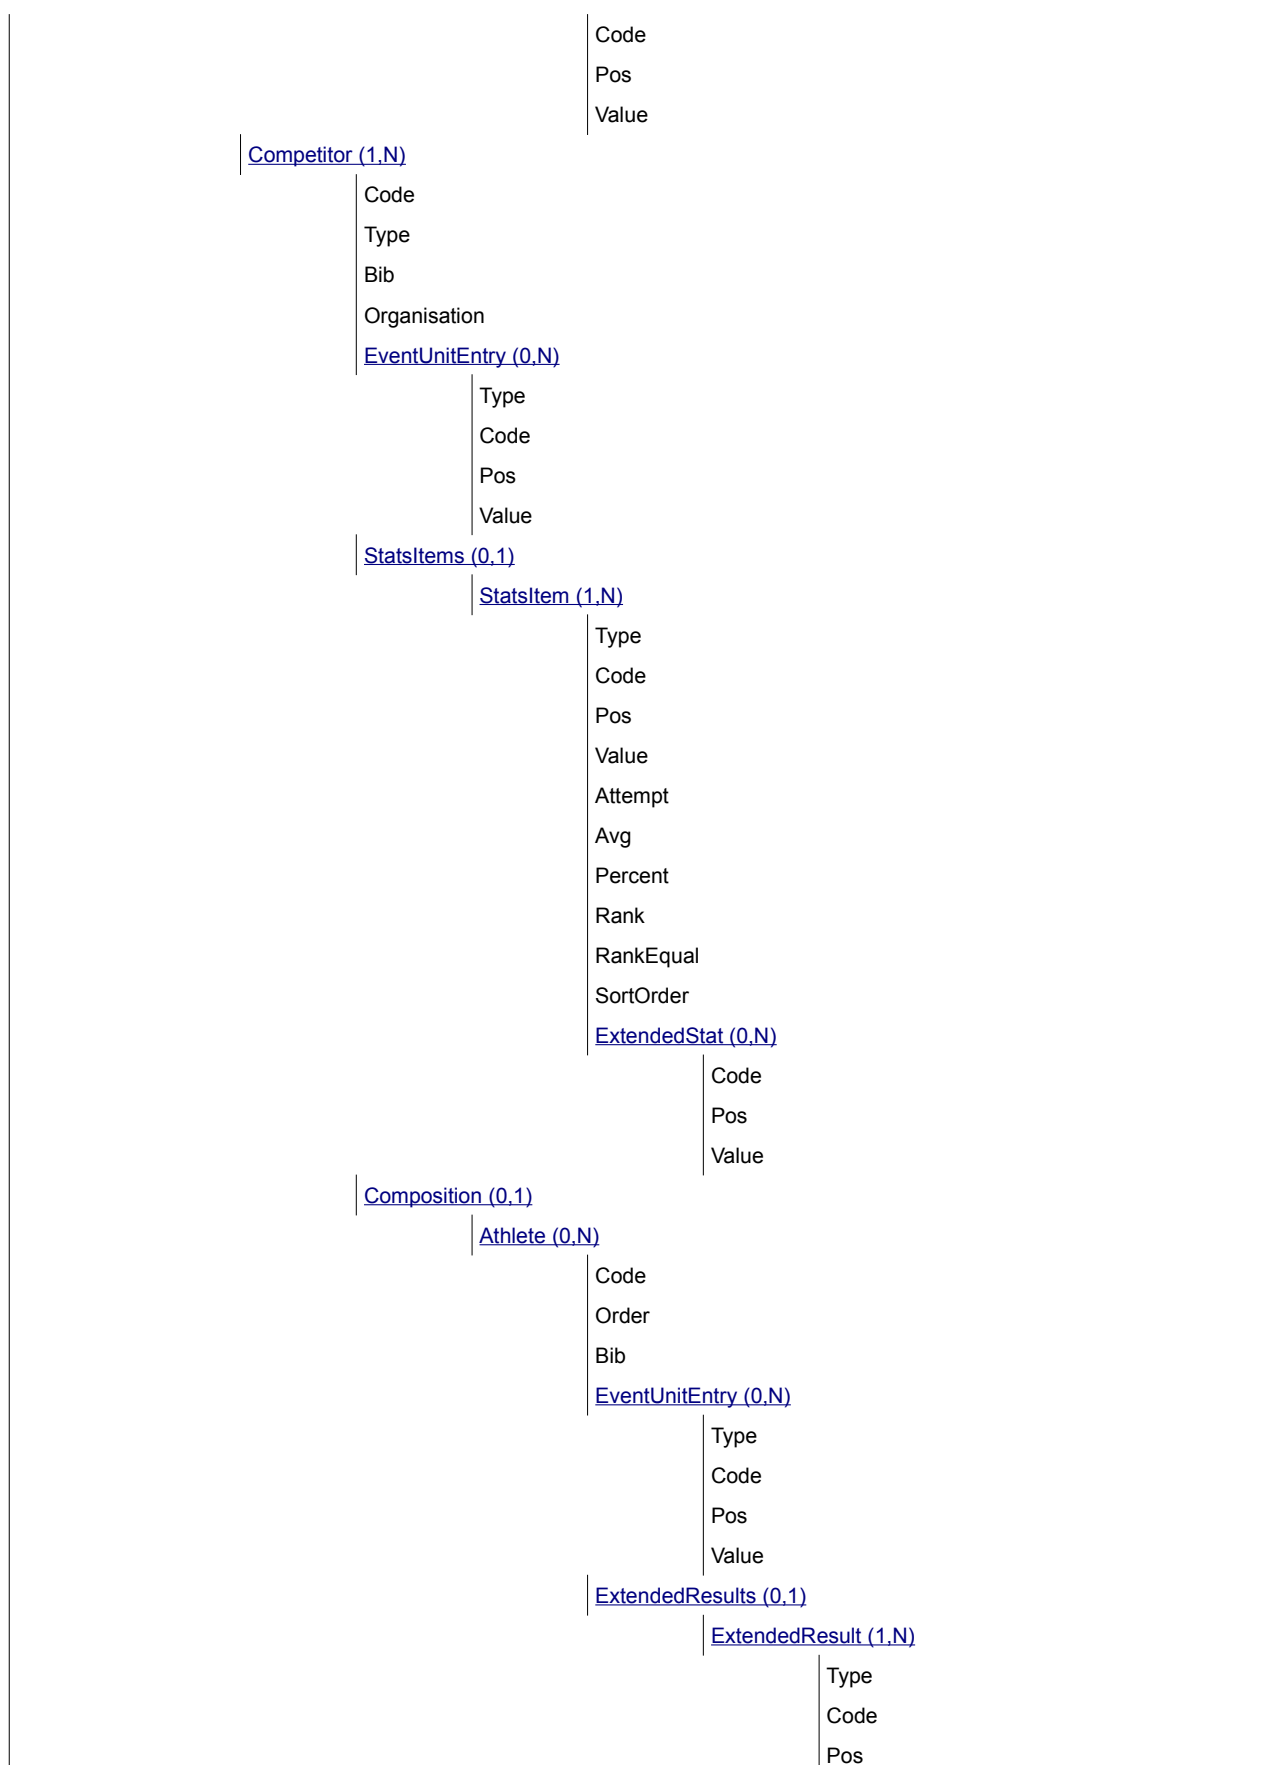 Code
Pos
Value
Competitor (1,N)
Code
Type
Bib
Organisation
EventUnitEntry (0,N)
Type
Code
Pos
Value
StatsItems (0,1)
StatsItem (1,N)
Type
Code
Pos
Value
Attempt
Avg
Percent
Rank
RankEqual
SortOrder
ExtendedStat (0,N)
Code
Pos
Value
Composition (0,1)
Athlete (0,N)
Code
Order
Bib
EventUnitEntry (0,N)
Type
Code
Pos
Value
ExtendedResults (0,1)
ExtendedResult (1,N)
Type
Code
Pos